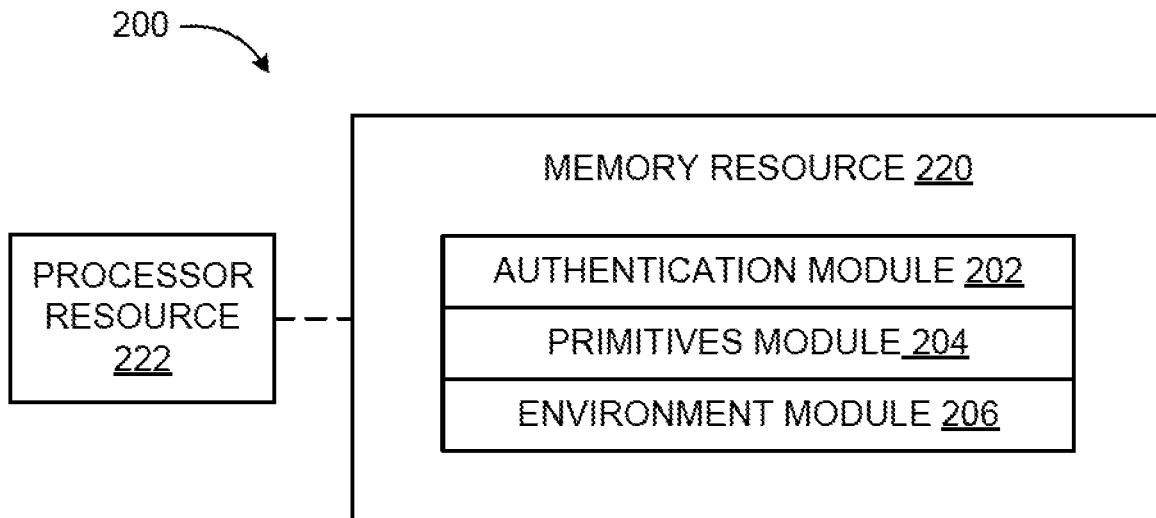 200
MEMORY RESOURCE 220
PROCESSOR
RESOURCE
222
AUTHENTICATION MODULE 202
PRIMITIVES MODULE 204
ENVIRONMENT MODULE 206